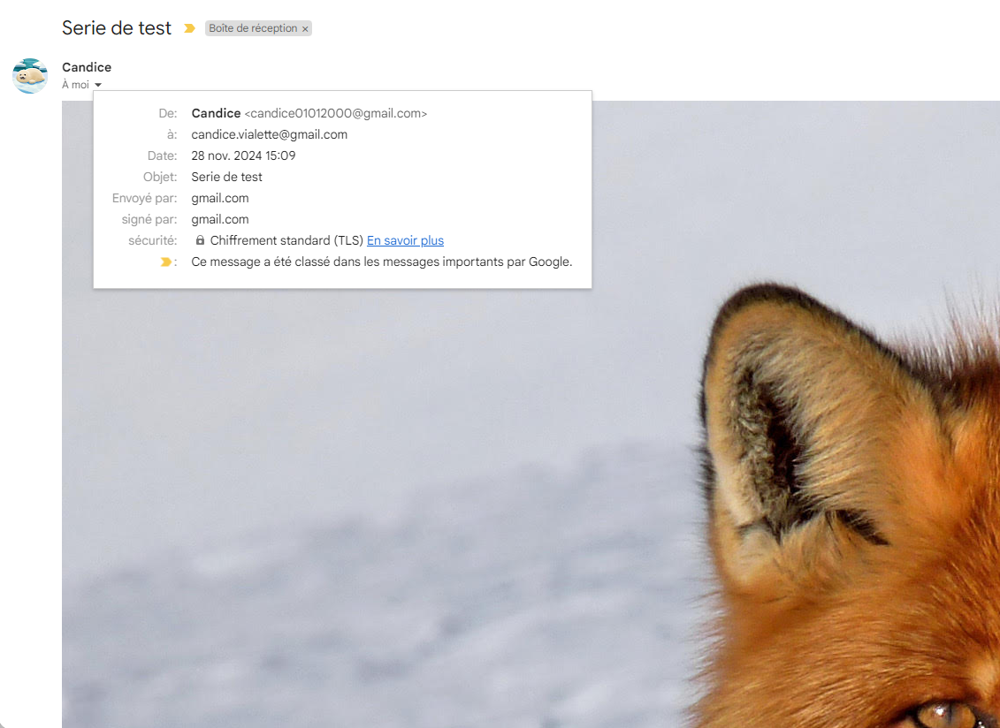 Serie de test Boîte de réception ×
Candice
À moi
De: Candice <candice01012000@gmail.com>
à: candice.vialette@gmail.com
Date: 28 nov. 2024 15:09
Objet: Serie de test
Envoyé par: gmail.com
signé par: gmail.com
sécurité: Chiffrement standard (TLS) En savoir plus
: Ce message a été classé dans les messages importants par Google.